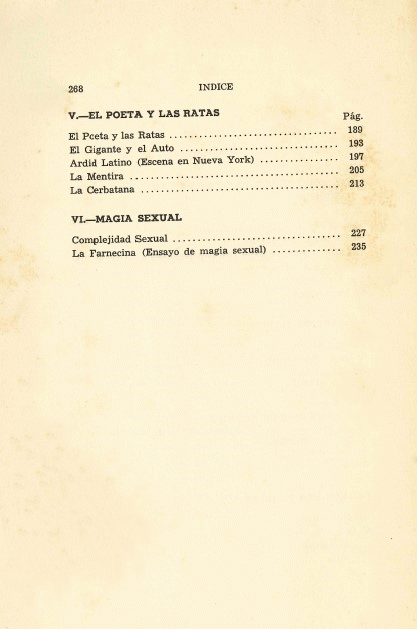 268 INDICE
V.—EL POETA Y LAS RATAS
Pág.
El Pceta y las Ratas ................................. 189
El Gigante y el Auto ................................ 193
Ardid Latino (Escena en Nueva York) ............... 197
La Mentira ........................................ 205
La Cerbatana ...................................... 213
VI.—MAGIA SEXUAL
Complejidad Sexual ................................ 227
La Farnecina (Ensayo de magia sexual) ............. 235